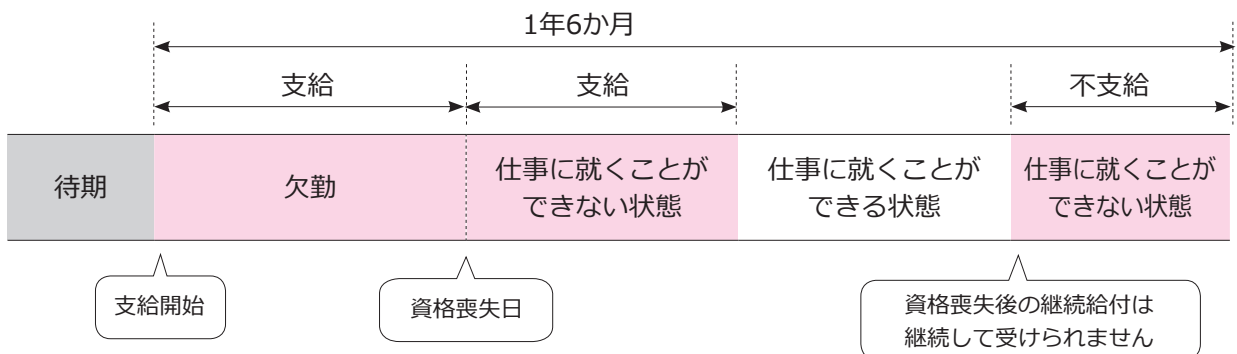 1年6か月
支給
支給
不支給
待期
欠勤
仕事に就くことが
できない状態
仕事に就くことが
できる状態
仕事に就くことが
できない状態
支給開始
資格喪失日
資格喪失後の継続給付は
継続して受けられません